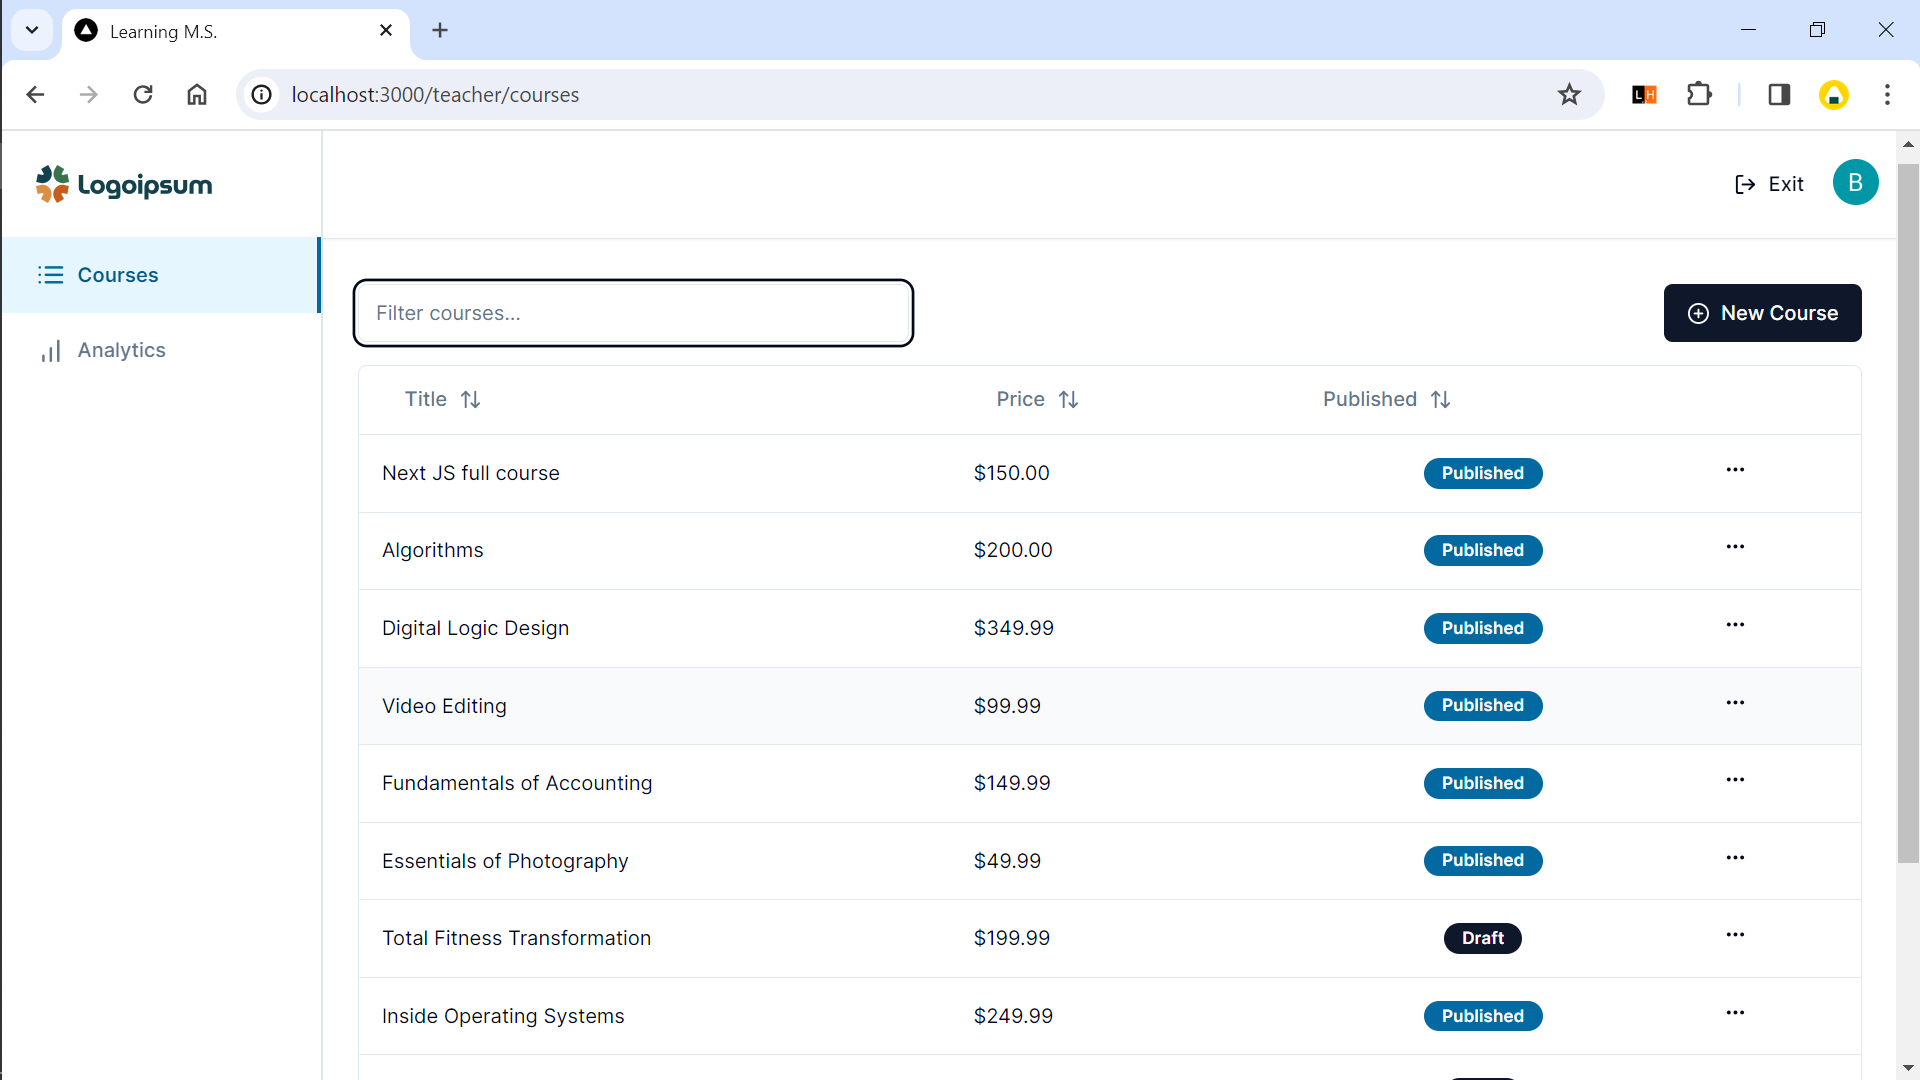 Learning M.S.
localhost:3000/teacher/courses
LH
Logoipsum
Exit
B
Courses
Analytics
Filter courses...
New Course
Title Price Published
Next JS full course $150.00 Published
Algorithms $200.00 Published
Digital Logic Design $349.99 Published
Video Editing $99.99 Published
Fundamentals of Accounting $149.99 Published
Essentials of Photography $49.99 Published
Total Fitness Transformation $199.99 Draft
Inside Operating Systems $249.99 Published